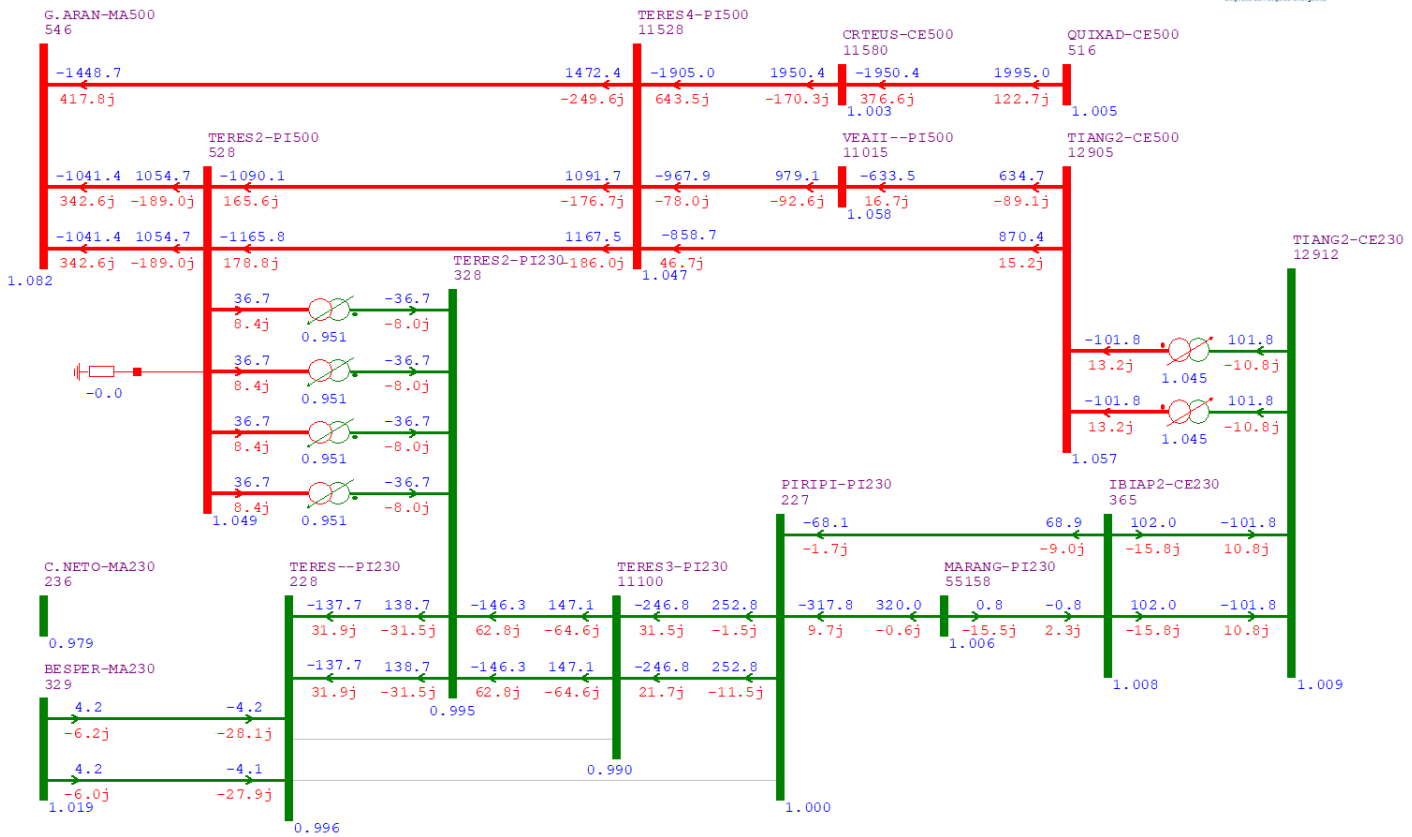 G.ARAN-MA500
546
TERES4-PI500
11528
CRTEUS-CE500
11580
QUIXAD-CE500
516
-1448.7 1472.4 -1905.0 1950.4 -1950.4 1995.0
417.8j -249.6j 643.5j -170.3j 376.6j 122.7j
1.003 1.005
TERES2-PI500
528
VEAII--PI500
11015
TIANG2-CE500
12905
-1041.4 1054.7 -1090.1 1091.7 -967.9 979.1 -633.5 634.7
342.6j -189.0j 165.6j -176.7j -78.0j -92.6j 16.7j -89.1j
1.058
-1041.4 1054.7 -1165.8 1167.5 -858.7 870.4
342.6j -189.0j 178.8j -186.0j 46.7j 15.2j
1.082 1.047
TERES2-PI230
328
TIANG2-CE230
12912
36.7 -36.7
8.4j -8.0j
0.951
36.7 -36.7
8.4j -8.0j
0.951
-0.0
36.7 -36.7
8.4j -8.0j
0.951
36.7 -36.7
8.4j -8.0j
1.049 0.951
-101.8 101.8
13.2j -10.8j
1.045
-101.8 101.8
13.2j -10.8j
1.045
1.057
PIRIPI-PI230
227
IBIAP2-CE230
365
-68.1 68.9 102.0 -101.8
-1.7j -9.0j -15.8j 10.8j
C.NETO-MA230
236
TERES--PI230
228
TERES3-PI230
11100
MARANG-PI230
55158
-137.7 138.7 -146.3 147.1 -246.8 252.8 -317.8 320.0 0.8 -0.8 102.0 -101.8
31.9j -31.5j 62.8j -64.6j 31.5j -1.5j 9.7j -0.6j -15.5j 2.3j -15.8j 10.8j
0.979 1.006
BESPER-MA230
329
-137.7 138.7 -146.3 147.1 -246.8 252.8
31.9j -31.5j 62.8j -64.6j 21.7j -11.5j
1.008 1.009
0.995
4.2 -4.2
-6.2j -28.1j
4.2 -4.1
-6.0j -27.9j
0.990
1.019 1.000
0.996